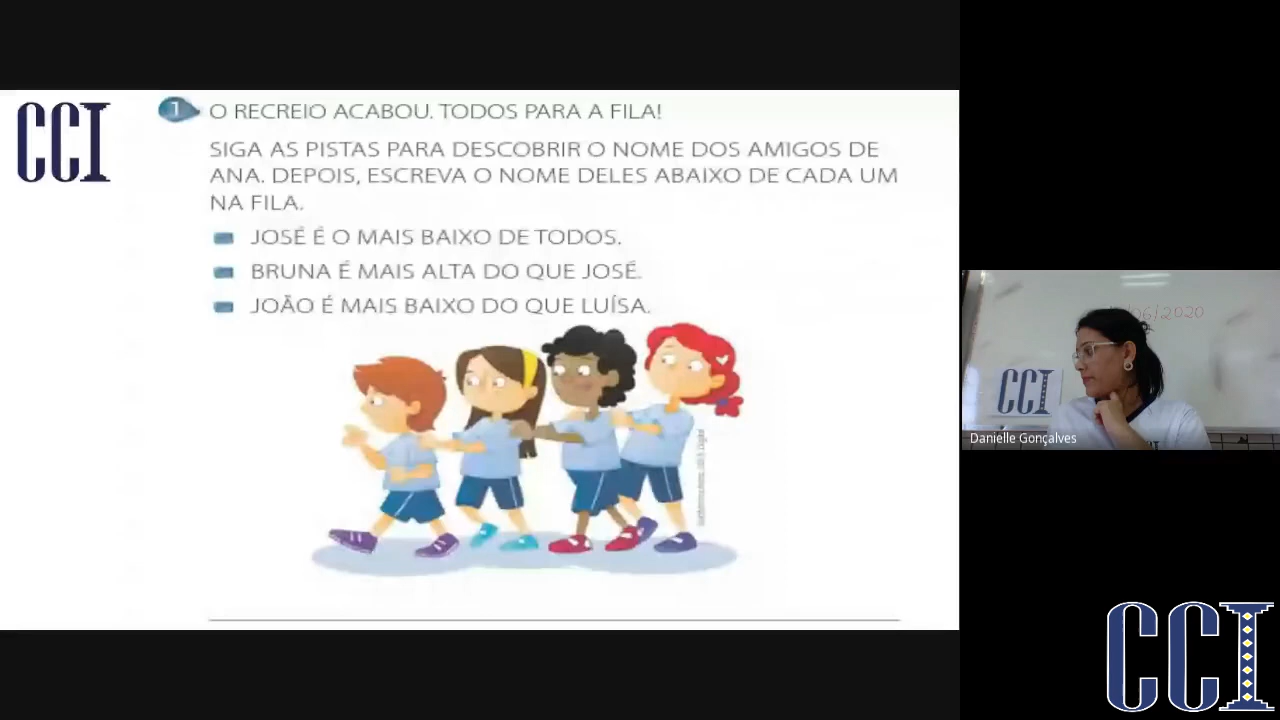 CCI
1 O RECREIO ACABOU. TODOS PARA A FILA!
SIGA AS PISTAS PARA DESCOBRIR O NOME DOS AMIGOS DE
ANA. DEPOIS, ESCREVA O NOME DELES ABAIXO DE CADA UM
NA FILA.
JOSÉ É O MAIS BAIXO DE TODOS.
BRUNA É MAIS ALTA DO QUE JOSÉ.
JOÃO É MAIS BAIXO DO QUE LUÍSA.
06/2020
CCI
Danielle Gonçalves
CCI